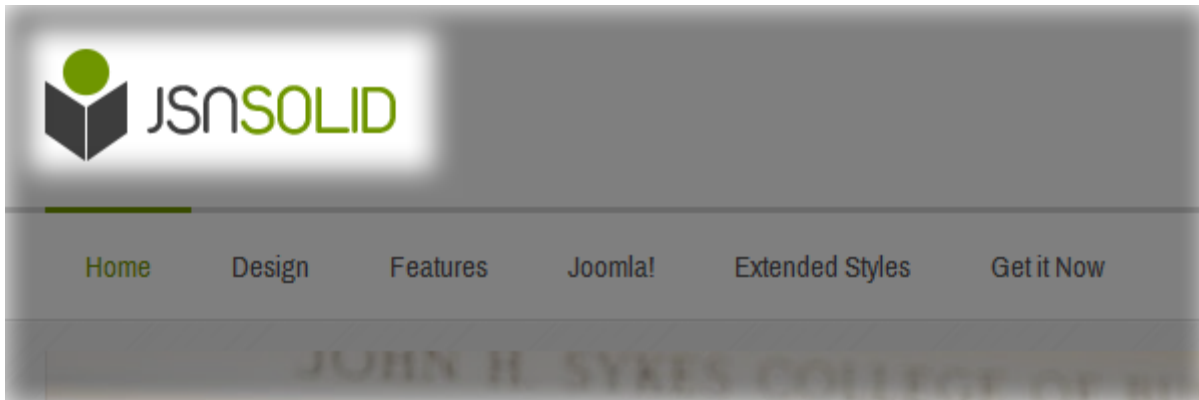 JSNSOLID
Home Design Features Joomla! Extended Styles Get it Now
JOHN H. SYKES COLLEGE OF